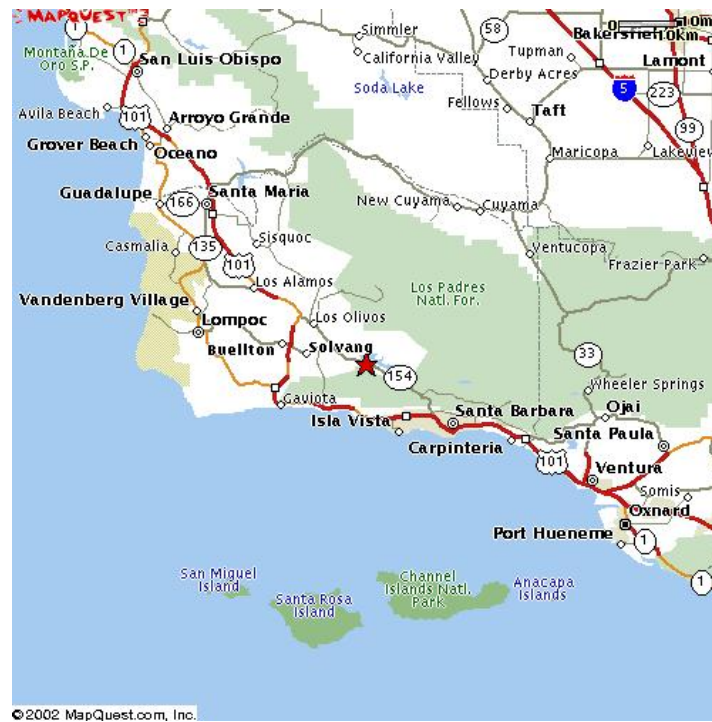 MAPQUEST
0
10mi
10km
Montaña De
Oro S.P.
1
1
San Luis Obispo
Simmler
California Valley
58
Tupman
Bakersfield
Lamont
Soda Lake
Derby Acres
5
223
Avila Beach
101
Arroyo Grande
Fellows
Taft
99
Grover Beach
Oceano
Maricopa
Lakeview
Guadalupe
166
Santa Maria
New Cuyama
Cuyama
Casmalia
135
Sisquoc
Ventucopa
101
Frazier Park
Los Alamos
Los Padres
Natl. For.
Vandenberg Village
Lompoc
Los Olivos
Buellton
Solvang
33
154
Wheeler Springs
Gaviota
Isla Vista
Santa Barbara
Ojai
Carpinteria
Santa Paula
101
Ventura
Somis
Oxnard
Port Hueneme
1
San Miguel
Island
Channel
Islands Natl.
Park
Anacapa
Islands
1
Santa Rosa
Island
©2002 MapQuest.com, Inc.